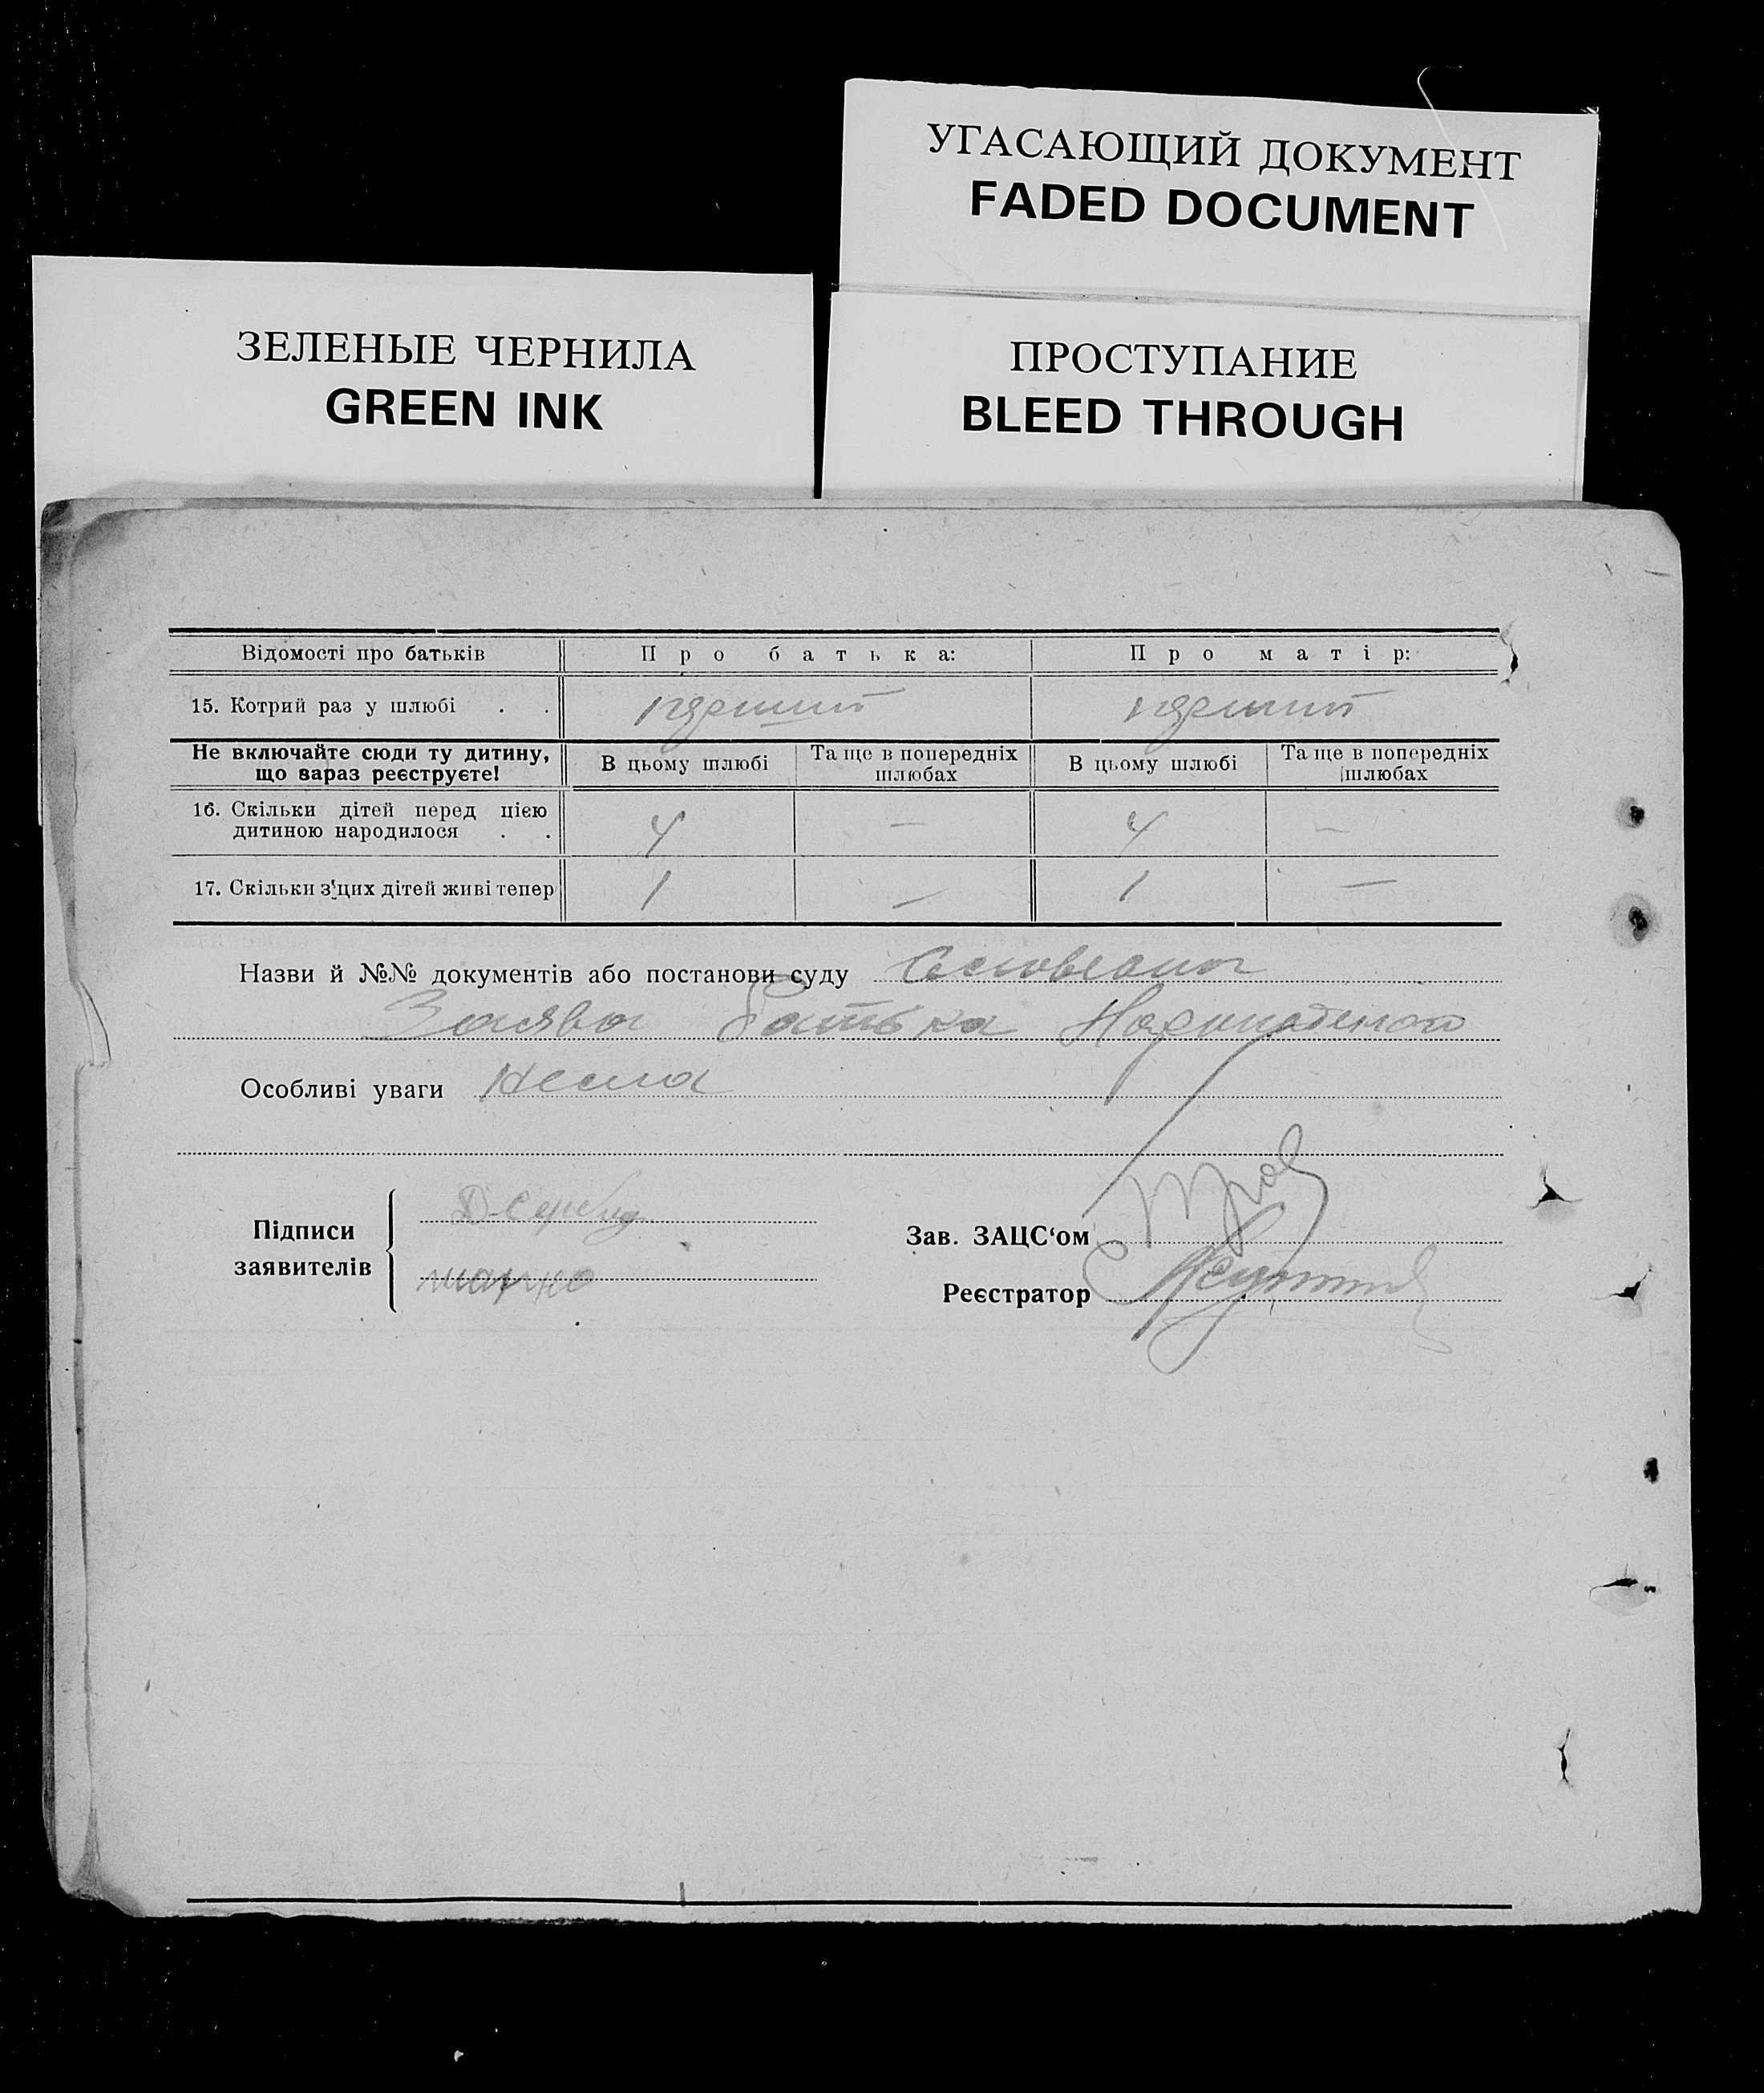 УГАСАЮЩИЙ ДОКУМЕНТ
FADED DOCUMENT
ЗЕЛЕНЫЕ ЧЕРНИЛА
GREEN INK
ПРОСТУПАНИЕ
BLEED THROUGH
Відомості про батьків Про батька: Про матір:
15. Котрий раз у шлюбі . . перший перший
Не включайте сюди ту дитину, що вараз реєструєте! В цьому шлюбі Та ще в попередніх шлюбах В цьому шлюбі Та ще в попередніх шлюбах
16. Скільки дітей перед цією дитиною народилося . . 4 — 4 —
17. Скільки з'цих дітей живі тепер 1 — 1 —
Назви й №№ документів або постанови суду
Заява батька
Особливі уваги нема
Підписи заявителів
Зав. ЗАЦС‘ом
Реєстратор